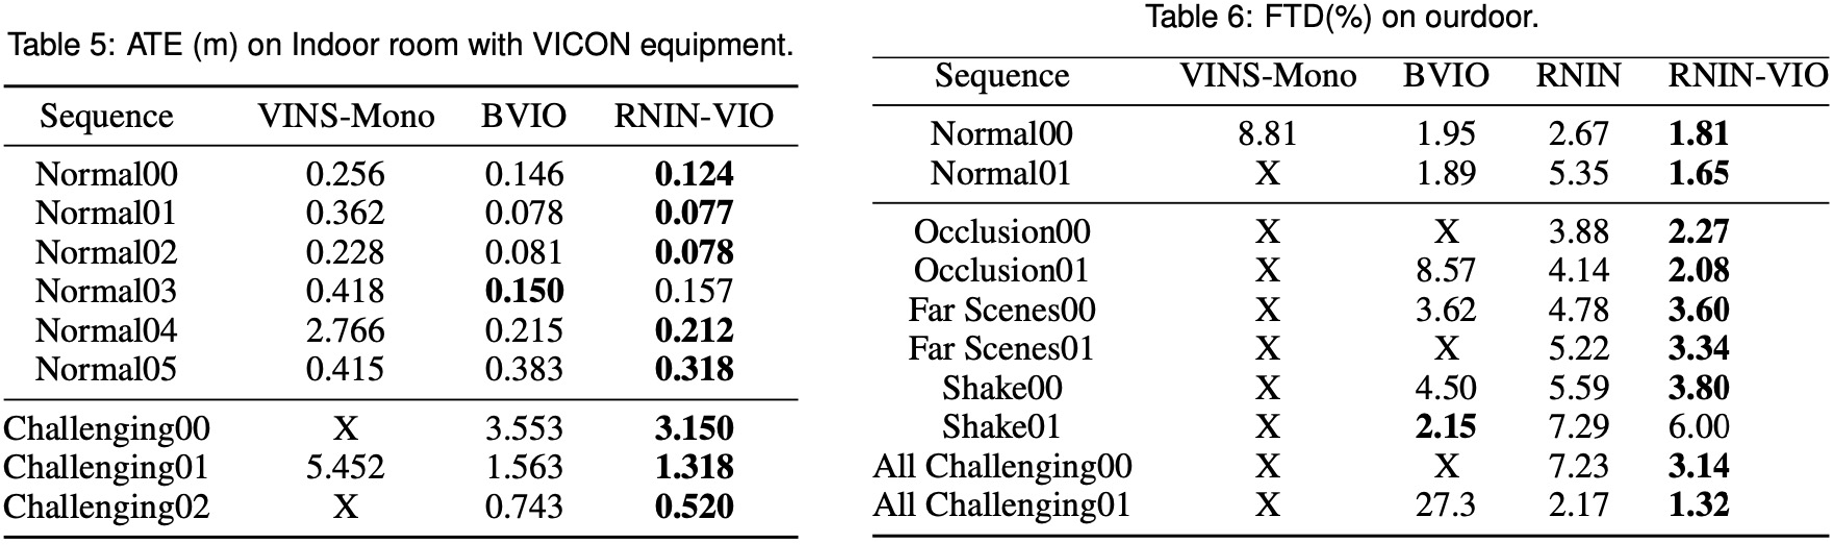 Table 5: ATE (m) on Indoor room with VICON equipment.
Sequence VINS-Mono BVIO RNIN-VIO
Normal00 0.256 0.146 0.124
Normal01 0.362 0.078 0.077
Normal02 0.228 0.081 0.078
Normal03 0.418 0.150 0.157
Normal04 2.766 0.215 0.212
Normal05 0.415 0.383 0.318
Challenging00 X 3.553 3.150
Challenging01 5.452 1.563 1.318
Challenging02 X 0.743 0.520
Table 6: FTD(%) on ourdoor.
Sequence VINS-Mono BVIO RNIN RNIN-VIO
Normal00 8.81 1.95 2.67 1.81
Normal01 X 1.89 5.35 1.65
Occlusion00 X X 3.88 2.27
Occlusion01 X 8.57 4.14 2.08
Far Scenes00 X 3.62 4.78 3.60
Far Scenes01 X X 5.22 3.34
Shake00 X 4.50 5.59 3.80
Shake01 X 2.15 7.29 6.00
All Challenging00 X X 7.23 3.14
All Challenging01 X 27.3 2.17 1.32